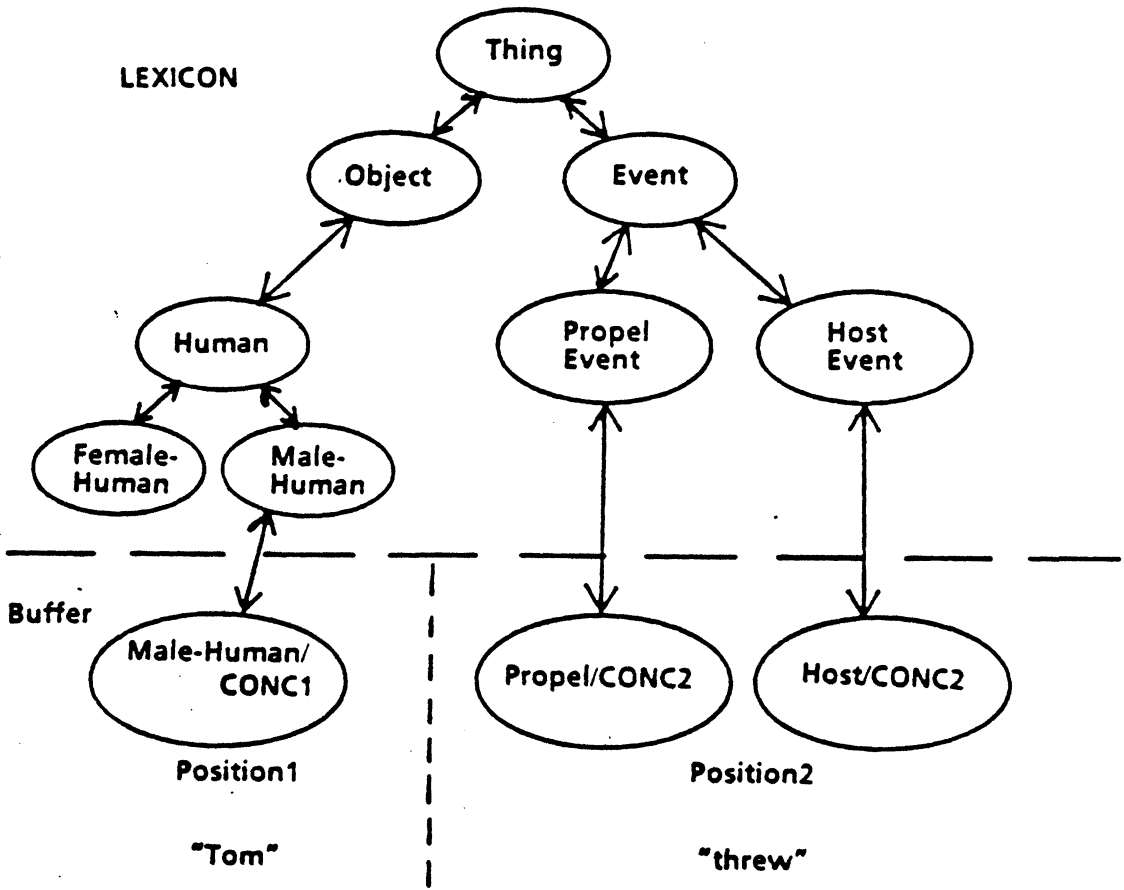 Thing
LEXICON
Object
Event
Human
Propel
Event
Host
Event
Female-
Human
Male-
Human
Buffer
Male-Human/
CONC1
Propel/CONC2
Host/CONC2
Position1
Position2
"Tom"
"threw"